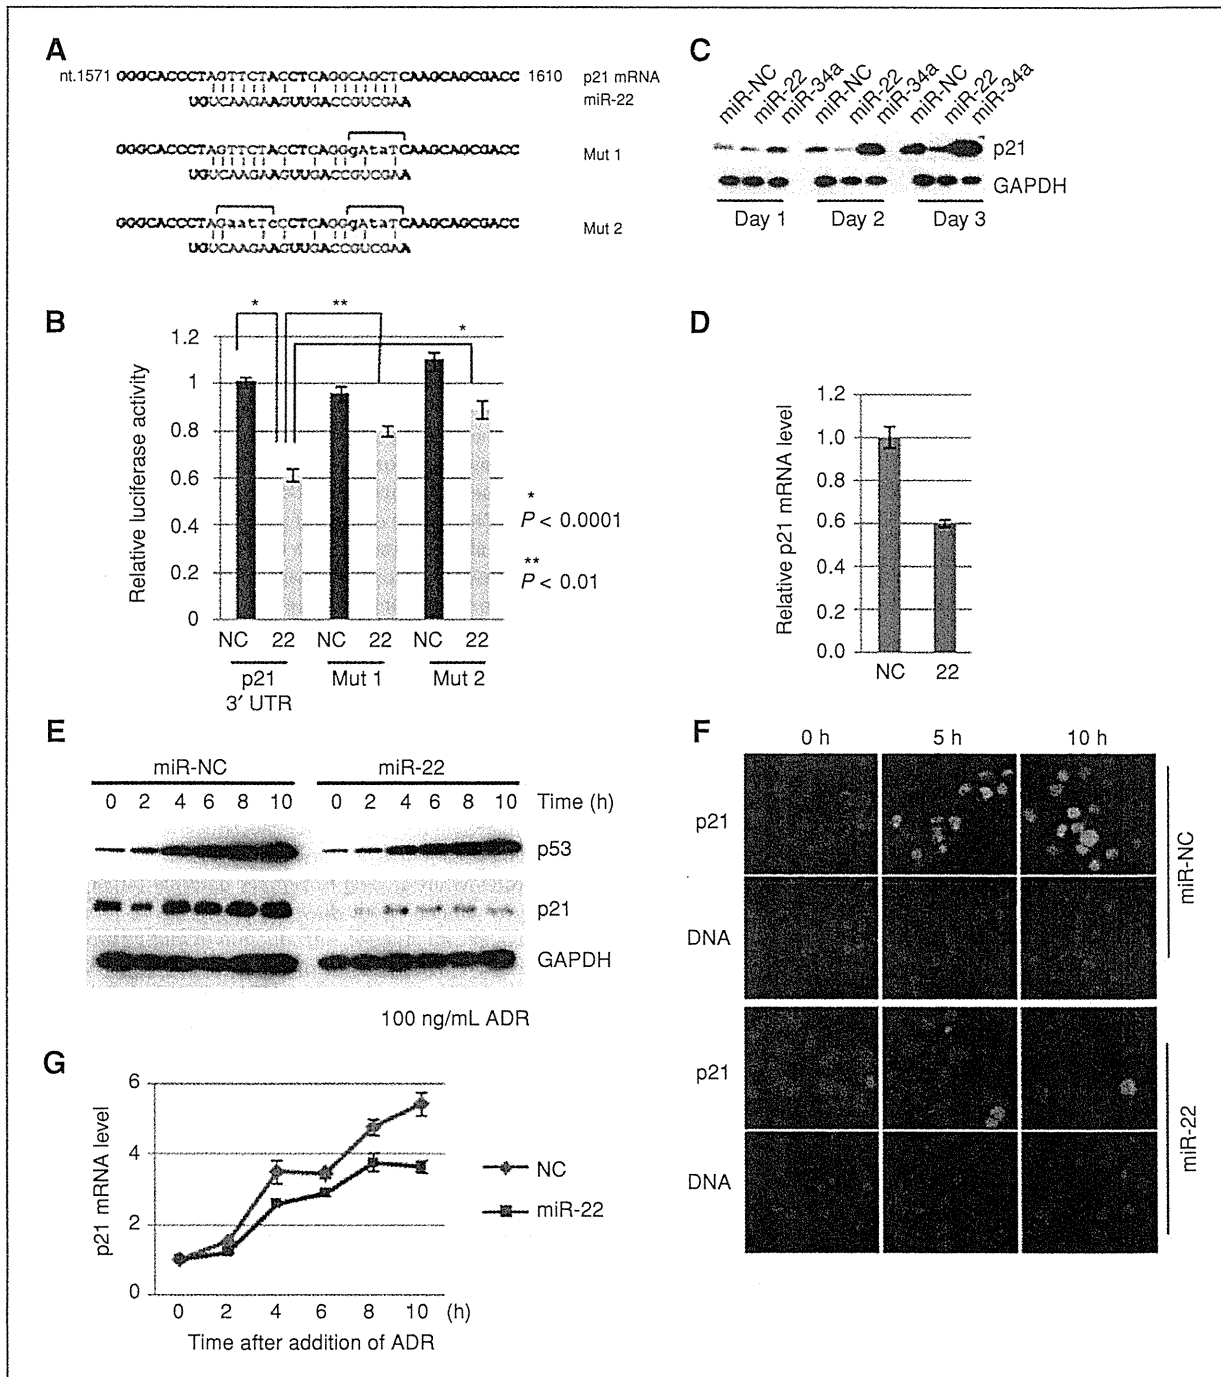 A
nt.1571 GGGCACCCTAGTTCTACCTCAGGCAGCTCAAGCAGCGACC 1610 p21 mRNA
UGUCAAGAAGUUGACCGUCGAA miR-22
GGGCACCCTAGTTCTACCTCAGGgAtaTCAAGCAGCGACC Mut 1
UGUCAAGAAGUUGACCGUCGAA
GGGCACCCTAGaatTcCCTCAGGgAtaTCAAGCAGCGACC Mut 2
UGUCAAGAAGUUGACCGUCGAA
B
Relative luciferase activity
* ** *
1.2
1
0.8
0.6
0.4
0.2
0
NC 22 NC 22 NC 22
p21 3′ UTR
Mut 1
Mut 2
*
P < 0.0001
**
P < 0.01
C
miR-NC miR-22 miR-34a miR-NC miR-22 miR-34a miR-NC miR-22 miR-34a
p21
GAPDH
Day 1 Day 2 Day 3
D
Relative p21 mRNA level
1.2
1.0
0.8
0.6
0.4
0.2
0.0
NC 22
E
miR-NC miR-22
0 2 4 6 8 10 0 2 4 6 8 10 Time (h)
p53
p21
GAPDH
100 ng/mL ADR
F
0 h 5 h 10 h
p21
DNA
miR-NC
p21
DNA
miR-22
G
p21 mRNA level
6
4
2
0
NC
miR-22
0 2 4 6 8 10 (h)
Time after addition of ADR